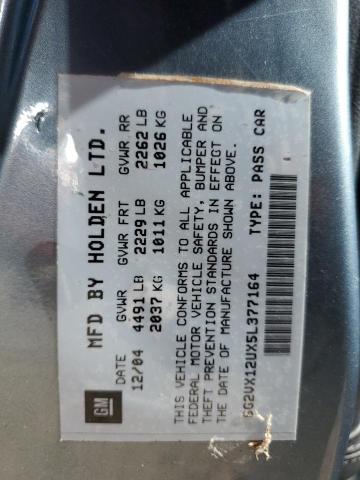 GM
MFD BY HOLDEN LTD.
DATE GVWR GVWR FRT GVWR RR
12/04 4491 LB 2229 LB 2262 LB
2037 KG 1011 KG 1026 KG
THIS VEHICLE CONFORMS TO ALL APPLICABLE
FEDERAL MOTOR VEHICLE SAFETY, BUMPER AND
THEFT PREVENTION STANDARDS IN EFFECT ON
THE DATE OF MANUFACTURE SHOWN ABOVE.
6G2VX12UX5L377164 TYPE: PASS CAR